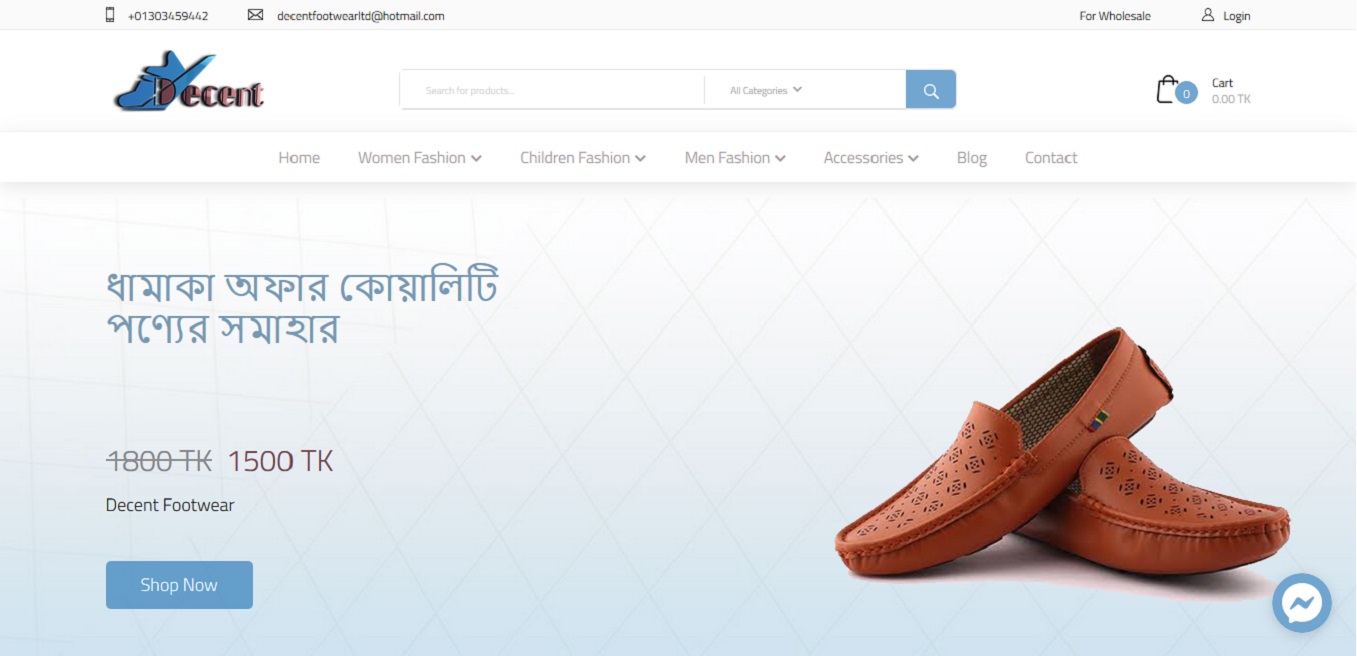 +01303459442
decentfootwearltd@hotmail.com
For Wholesale
Login
Decent
Search for products...
All Categories
0
Cart
0.00 TK
Home
Women Fashion
Children Fashion
Men Fashion
Accessories
Blog
Contact
ধামাকা অফার কোয়ালিটি
পণ্যের সমাহার
1800 TK 1500 TK
Decent Footwear
Shop Now